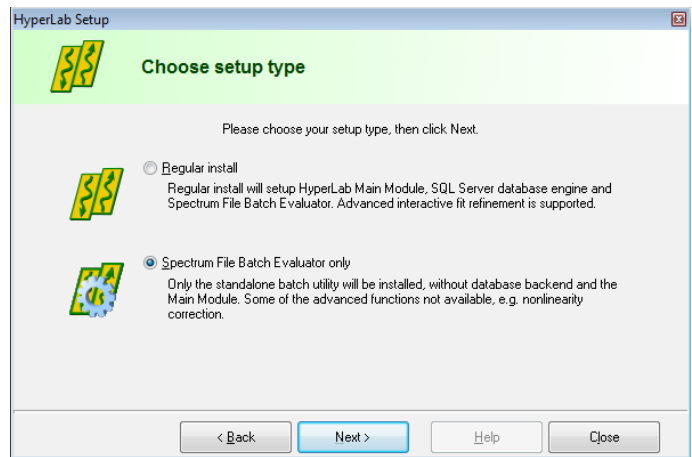 HyperLab Setup
Choose setup type
Please choose your setup type, then click Next.
Regular install
Regular install will setup HyperLab Main Module, SQL Server database engine and
Spectrum File Batch Evaluator. Advanced interactive fit refinement is supported.
Spectrum File Batch Evaluator only
Only the standalone batch utility will be installed, without database backend and the
Main Module. Some of the advanced functions not available, e.g. nonlinearity
correction.
< Back
Next >
Help
Close